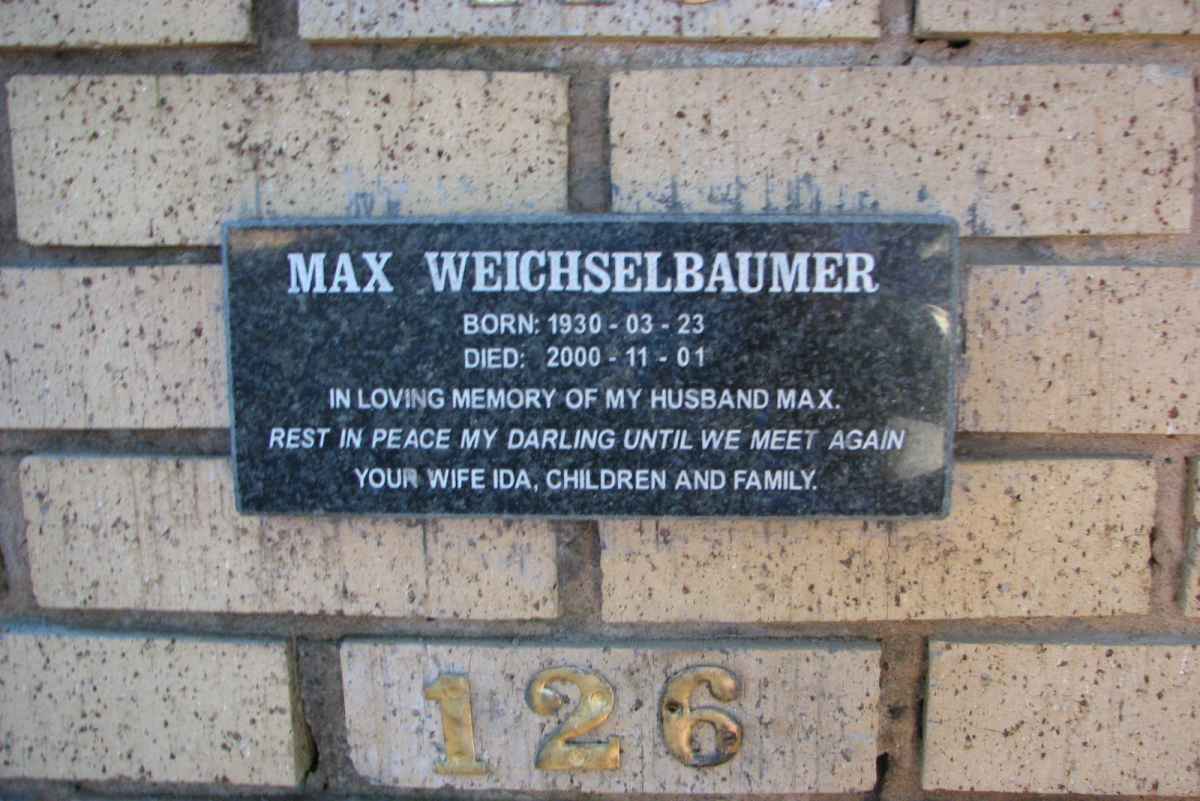 MAX WEICHSELBAUMER
BORN: 1930 - 03 - 23
DIED: 2000 - 11 - 01
IN LOVING MEMORY OF MY HUSBAND MAX.
REST IN PEACE MY DARLING UNTIL WE MEET AGAIN
YOUR WIFE IDA, CHILDREN AND FAMILY.
126